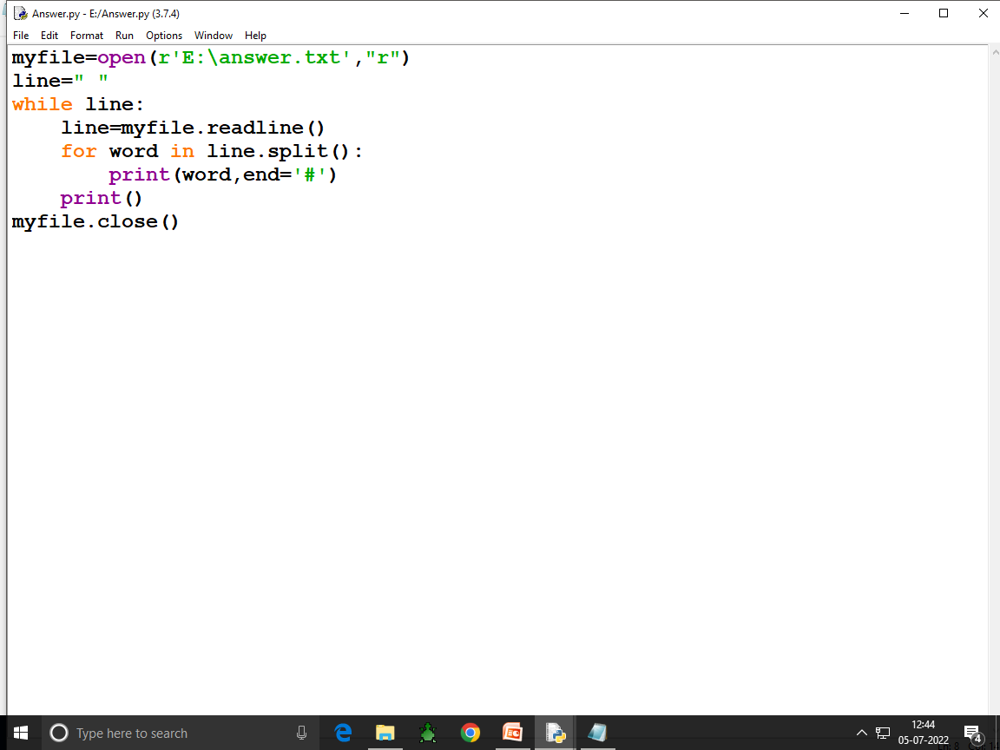 Answer.py - E:/Answer.py (3.7.4)
File Edit Format Run Options Window Help
myfile=open(r'E:\answer.txt',"r")
line=" "
while line:
    line=myfile.readline()
    for word in line.split():
        print(word,end='#')
    print()
myfile.close()
Type here to search
12:44
05-07-2022
4